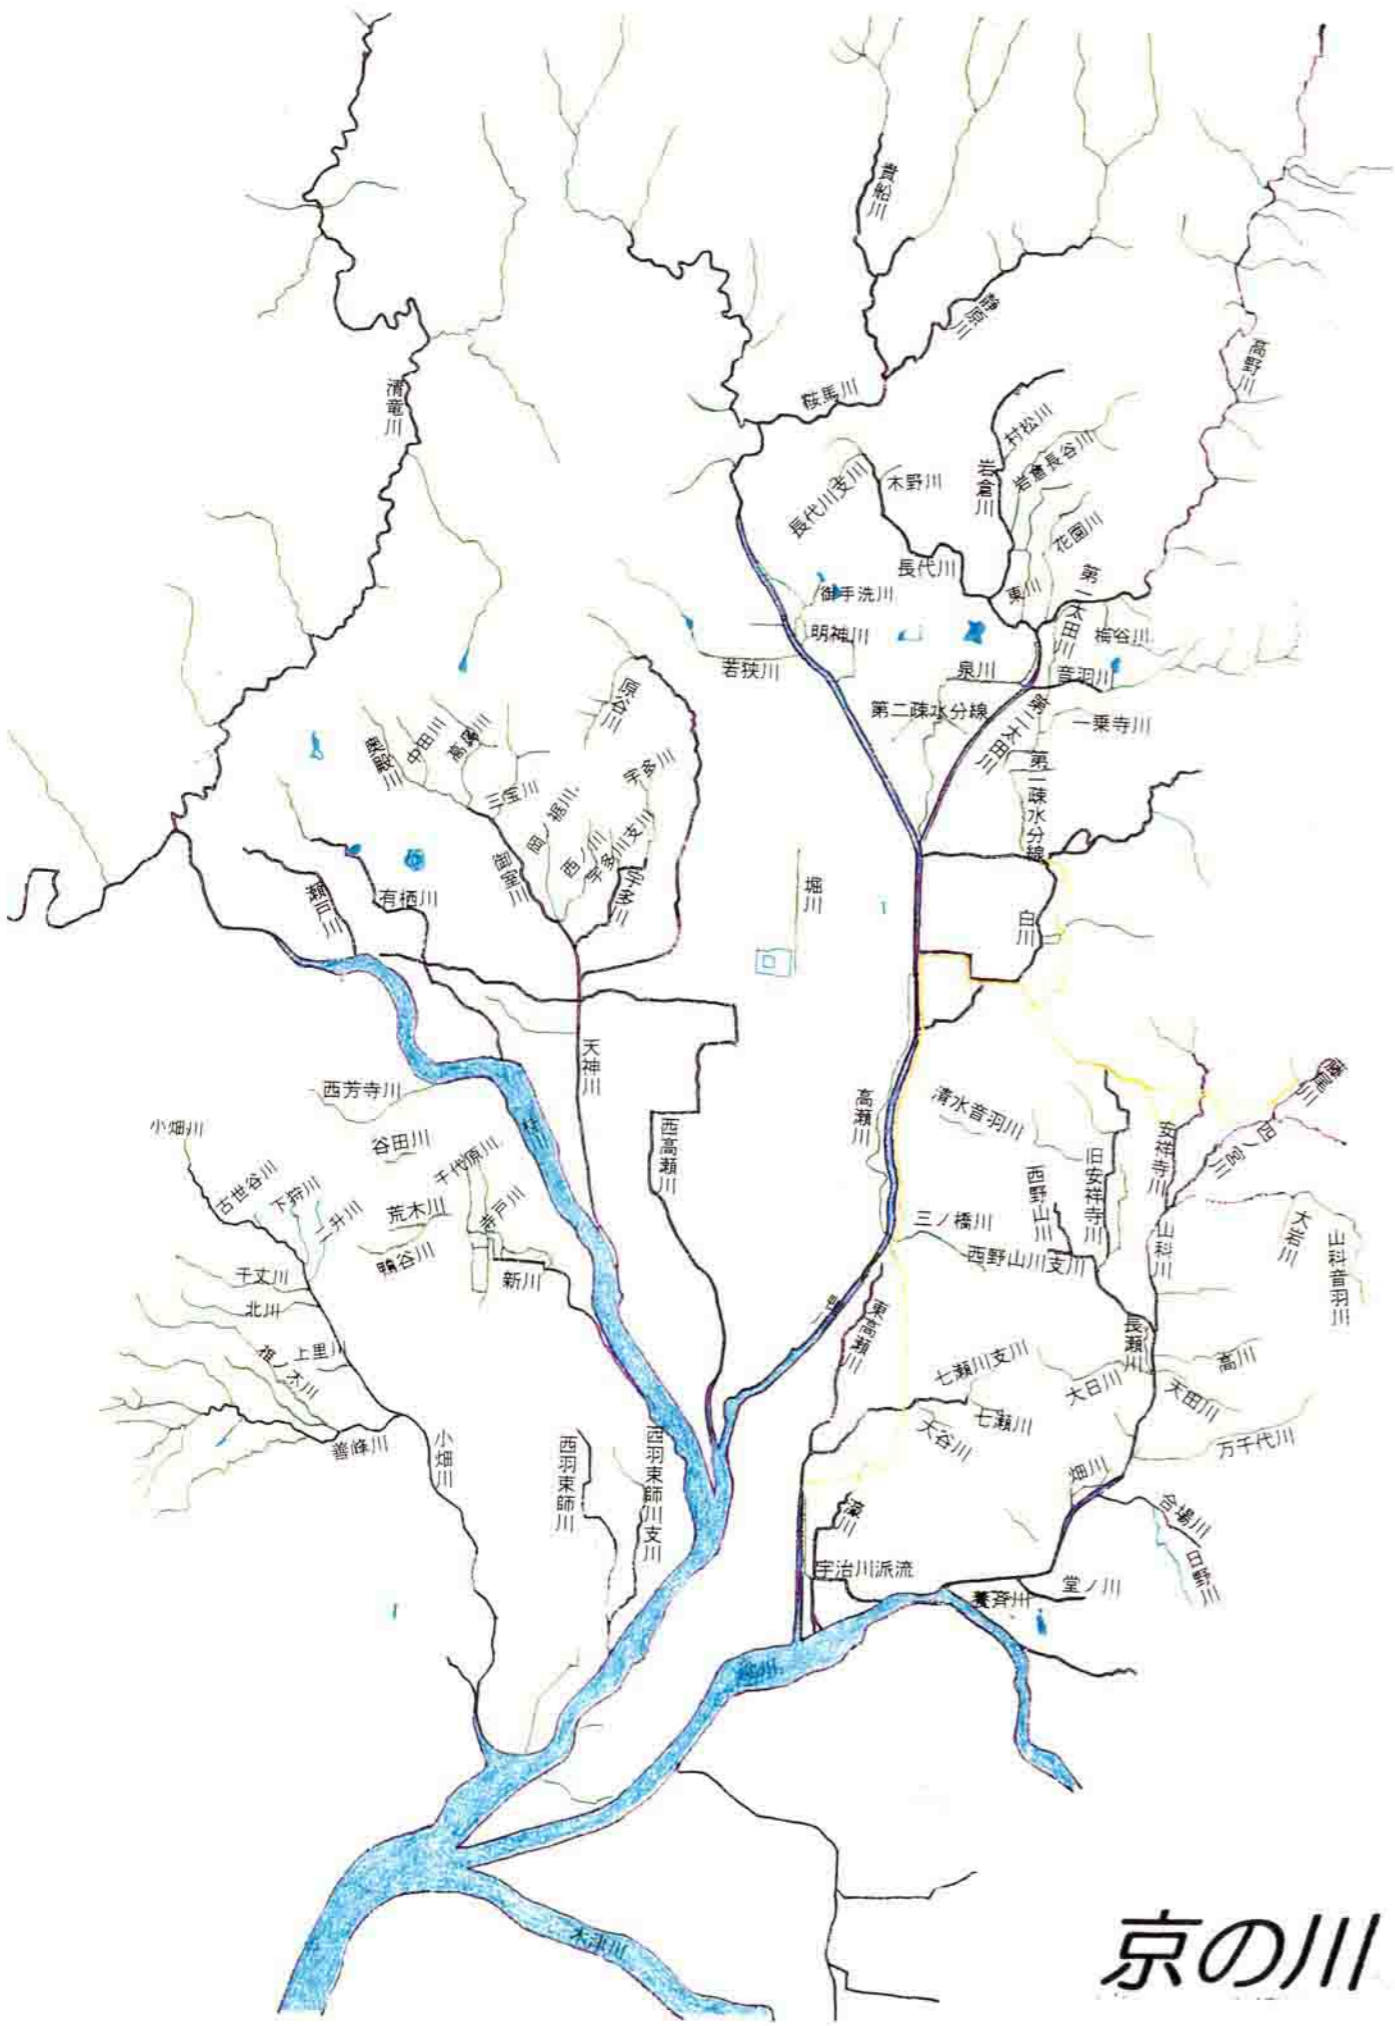 貴船川
静原川
高野川
清竜川
鞍馬川
村松川
岩倉長谷川
岩倉川
木野川
長代川支川
花園川
長代川
東川
第一太田川
御手洗川
明神川
梅谷川
若狭川
泉川
音羽川
原谷川
第二疎水分線
第二太田川
一乗寺川
奥殿川
中田川
宇多川
三宝川
第二疎水分線
岡ノ裾川
西ノ川
宇多川支川
御室川
宇多川
瀬戸川
有栖川
堀川
白川
天神川
西芳寺川
桂川
高瀬川
清水音羽川
藤尾川
四ノ宮川
安祥寺川
旧安祥寺川
小畑川
谷田川
西高瀬川
千代原川
古世谷川
下狩川
荒木川
寺戸川
西野山川
三ノ橋川
山科川
大岩川
山科音羽川
鴨谷川
新川
西野山川支川
千丈川
北川
鴨川
東高瀬川
長瀬川
上里川
七瀬川支川
高川
大日川
天田川
七瀬川
大谷川
万千代川
善峰川
小畑川
西羽束師川
西羽束師川支川
畑川
濠川
合場川
日野川
宇治川派流
堂ノ川
木津川
京の川